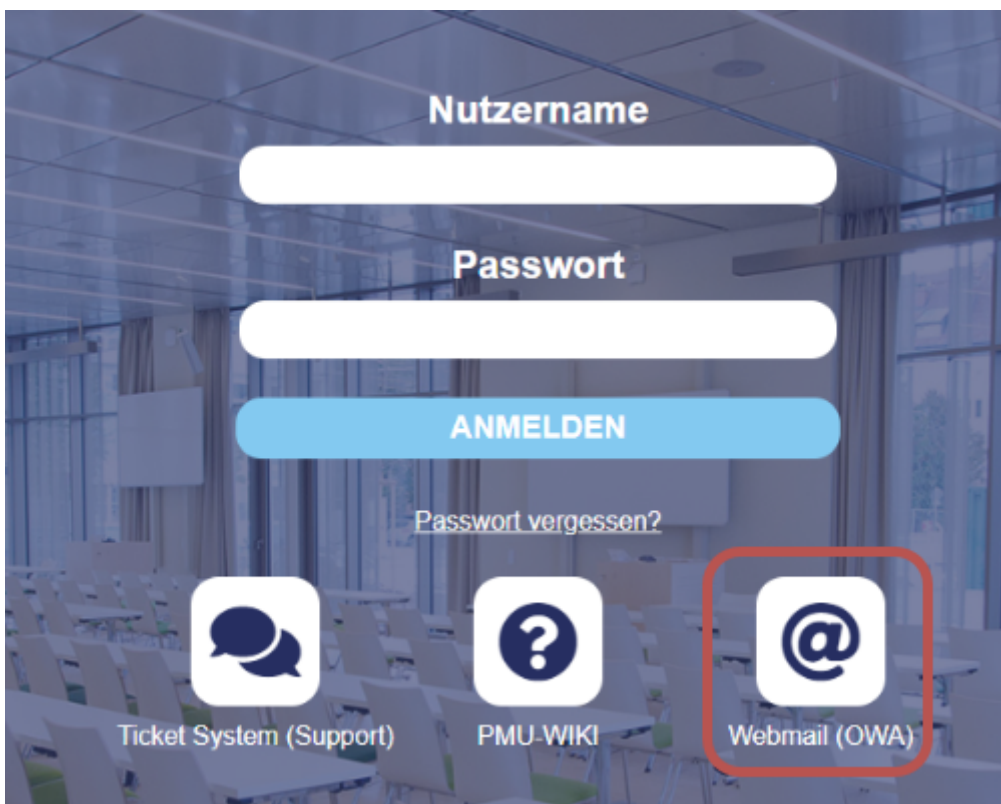 Nutzername
Passwort
ANMELDEN
Passwort vergessen?
Ticket System (Support)
PMU-WIKI
Webmail (OWA)